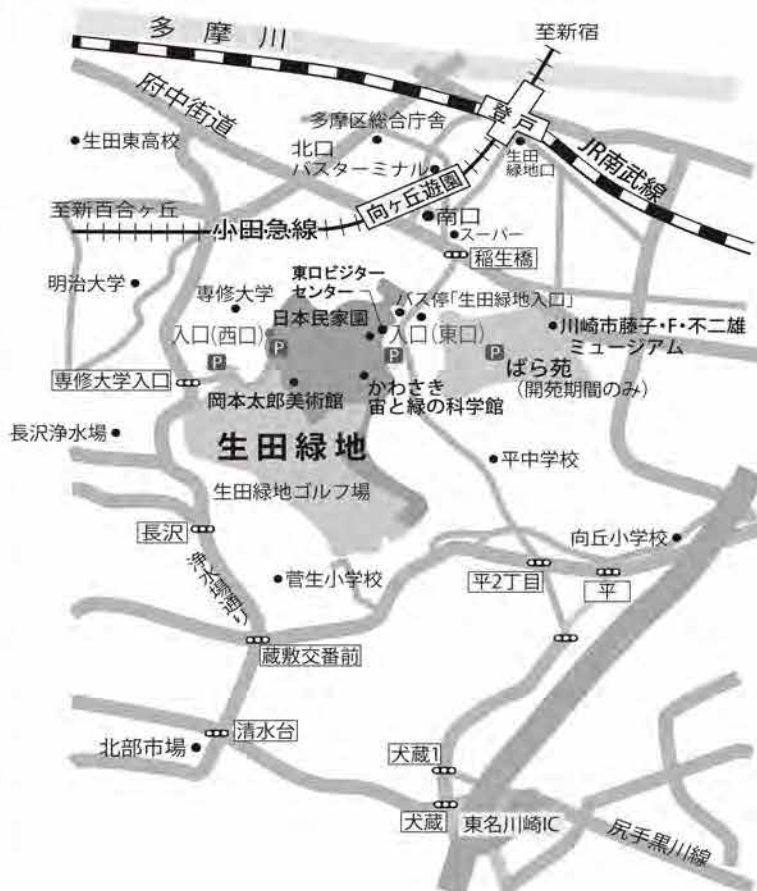 至新宿
多摩川
府中街道
登戸
多摩区総合庁舎
生田東高校
北口
バスターミナル
生田
緑地口
JR南武線
向ヶ丘遊園
至新百合ヶ丘
小田急線
南口
スーパー
稲生橋
明治大学
専修大学
東口ビジター
センター
バス停「生田緑地入口」
日本民家園
入口(西口)
入口(東口)
川崎市藤子・F・不二雄
ミュージアム
P
P
P
P
ばら苑
(開苑期間のみ)
専修大学入口
岡本太郎美術館
かわさき
宙と緑の科学館
長沢浄水場
生田緑地
平中学校
生田緑地ゴルフ場
長沢
向丘小学校
浄水場通り
菅生小学校
平2丁目
平
蔵敷交番前
清水台
北部市場
犬蔵1
犬蔵
東名川崎IC
尻手黒川線